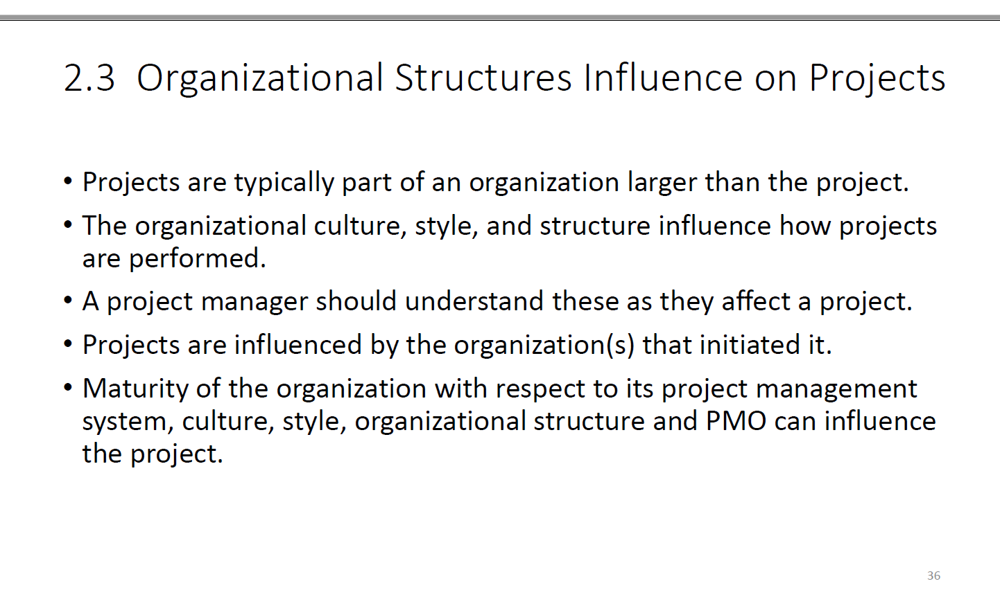 2.3  Organizational Structures Influence on Projects
• Projects are typically part of an organization larger than the project.
• The organizational culture, style, and structure influence how projects
are performed.
• A project manager should understand these as they affect a project.
• Projects are influenced by the organization(s) that initiated it.
• Maturity of the organization with respect to its project management
system, culture, style, organizational structure and PMO can influence
the project.
36